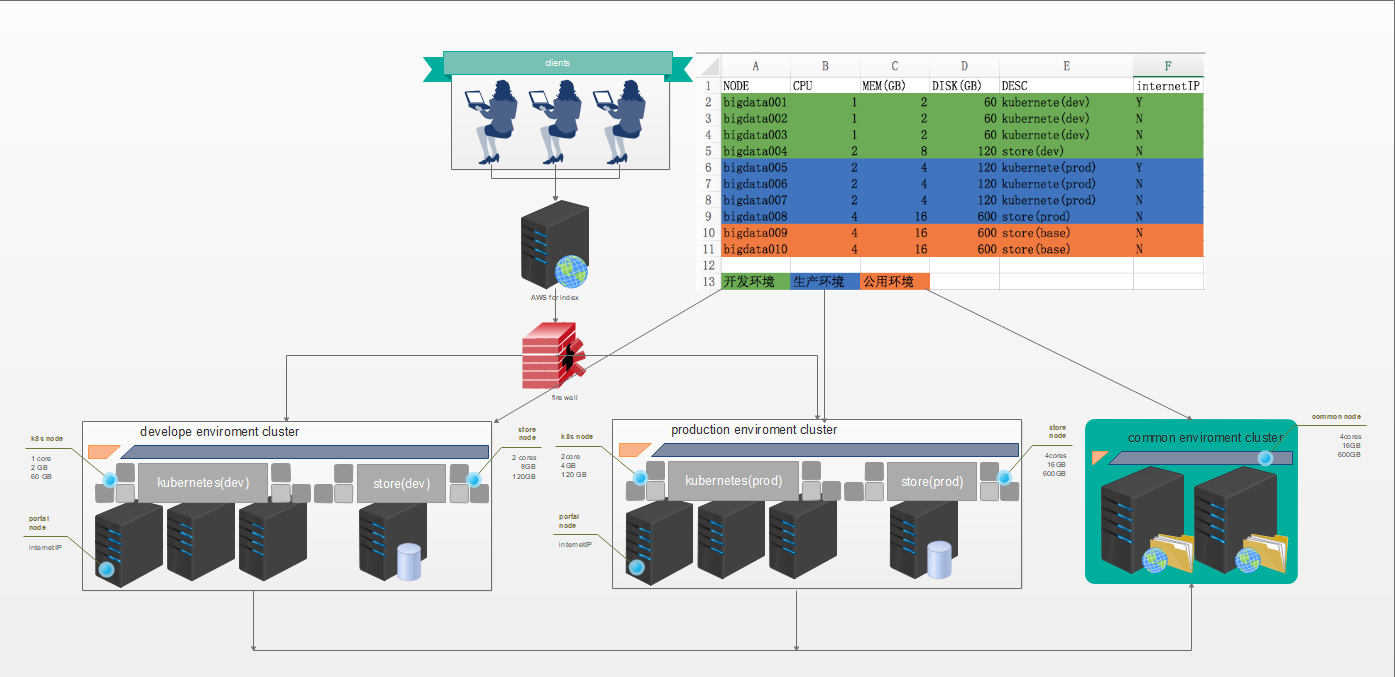 clients
A B C D E F
1 NODE CPU MEM(GB) DISK(GB) DESC internetIP
2 bigdata001 1 2 60 kubernete(dev) Y
3 bigdata002 1 2 60 kubernete(dev) N
4 bigdata003 1 2 60 kubernete(dev) N
5 bigdata004 2 8 120 store(dev) N
6 bigdata005 2 4 120 kubernete(prod) Y
7 bigdata006 2 4 120 kubernete(prod) N
8 bigdata007 2 4 120 kubernete(prod) N
9 bigdata008 4 16 600 store(prod) N
10 bigdata009 4 16 600 store(base) N
11 bigdata010 4 16 600 store(base) N
12
13 开发环境 生产环境 公用环境
AWS for index
fire wall
develope enviroment cluster
k8s node
1 core
2 GB
60 GB
kubernetes(dev)
store(dev)
store
node
2 cores
8GB
120GB
portal
node
internetIP
production enviroment cluster
k8s node
2 core
4GB
120 GB
kubernetes(prod)
store(prod)
store
node
4cores
16GB
600GB
portal
node
internetIP
common enviroment cluster
common node
4cores
16GB
600GB